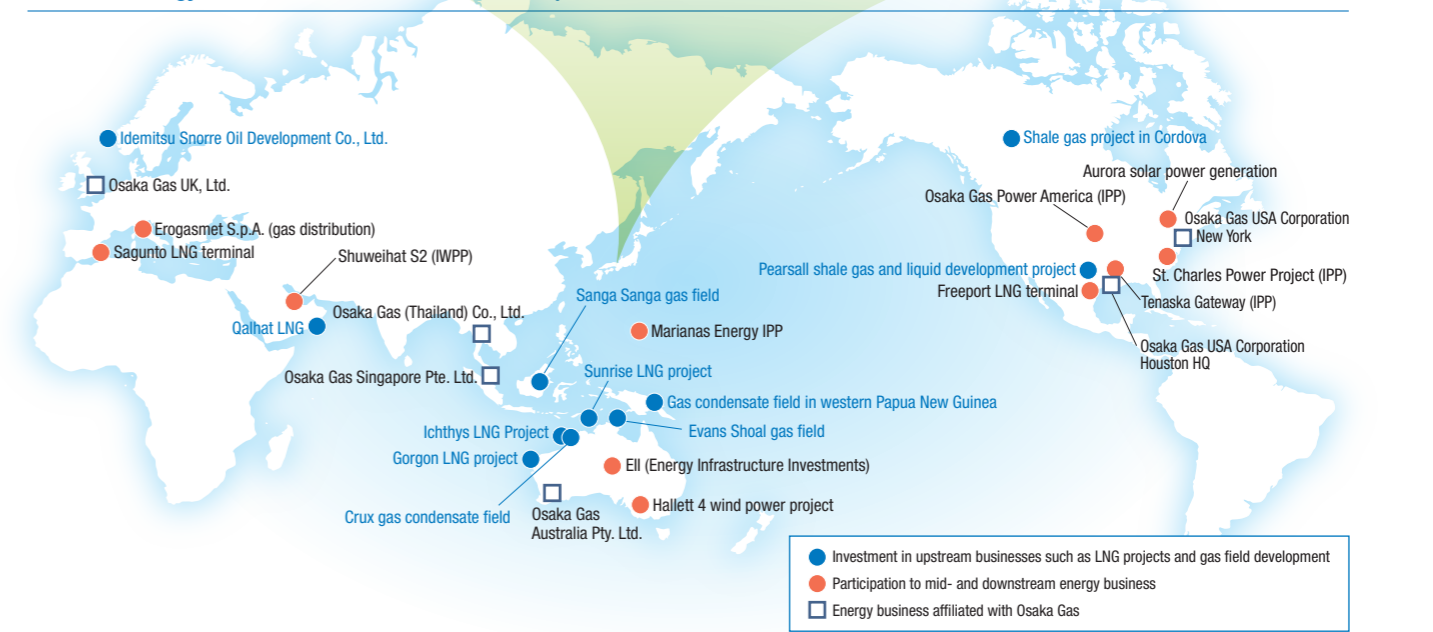 Idemitsu Snorre Oil Development Co., Ltd.
Osaka Gas UK, Ltd.
Erogasmet S.p.A. (gas distribution)
Sagunto LNG terminal
Shuweihat S2 (IWPP)
Qalhat LNG
Osaka Gas (Thailand) Co., Ltd.
Osaka Gas Singapore Pte. Ltd.
Sanga Sanga gas field
Marianas Energy IPP
Sunrise LNG project
Gas condensate field in western Papua New Guinea
Evans Shoal gas field
Ichthys LNG Project
Gorgon LNG project
Crux gas condensate field
EII (Energy Infrastructure Investments)
Hallett 4 wind power project
Osaka Gas
Australia Pty. Ltd.
Shale gas project in Cordova
Aurora solar power generation
Osaka Gas Power America (IPP)
Osaka Gas USA Corporation
New York
Pearsall shale gas and liquid development project
Freeport LNG terminal
St. Charles Power Project (IPP)
Tenaska Gateway (IPP)
Osaka Gas USA Corporation
Houston HQ
Investment in upstream businesses such as LNG projects and gas field development
Participation to mid- and downstream energy business
Energy business affiliated with Osaka Gas